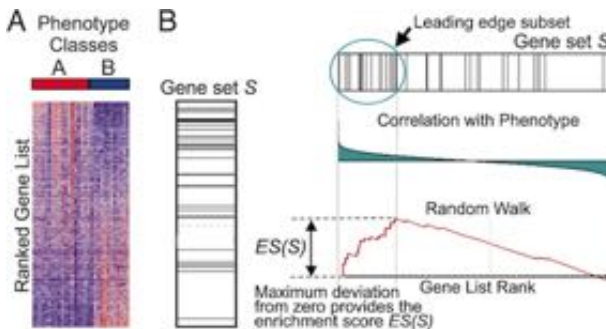 A
Phenotype
Classes
A
B
Ranked Gene List
B
Gene set S
Leading edge subset
Gene set S
Correlation with Phenotype
Random Walk
ES(S)
Gene List Rank
Maximum deviation
from zero provides the
enrichment score ES(S)